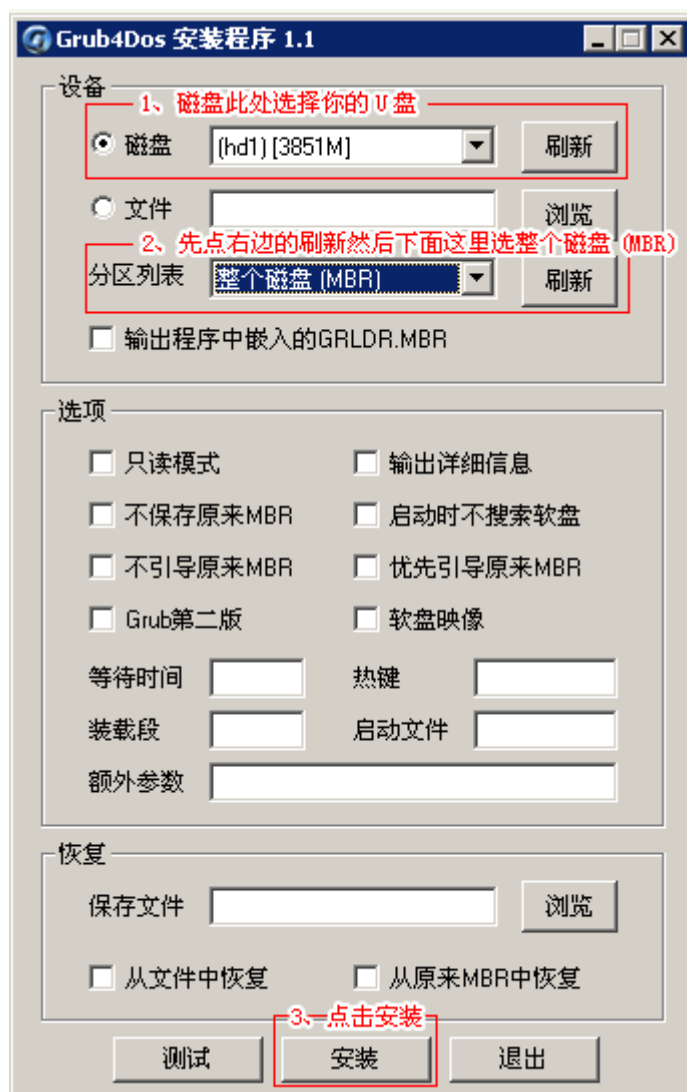 Grub4Dos 安装程序 1.1
设备
1、磁盘此处选择你的U盘
磁盘 (hd1) [3851M] 刷新
文件 浏览
2、先点右边的刷新然后下面这里选整个磁盘(MBR)
分区列表 整个磁盘 (MBR) 刷新
输出程序中嵌入的GRLDR.MBR
选项
只读模式 输出详细信息
不保存原来MBR 启动时不搜索软盘
不引导原来MBR 优先引导原来MBR
Grub第二版 软盘映像
等待时间 热键
装载段 启动文件
额外参数
恢复
保存文件 浏览
从文件中恢复 从原来MBR中恢复
3、点击安装
测试 安装 退出